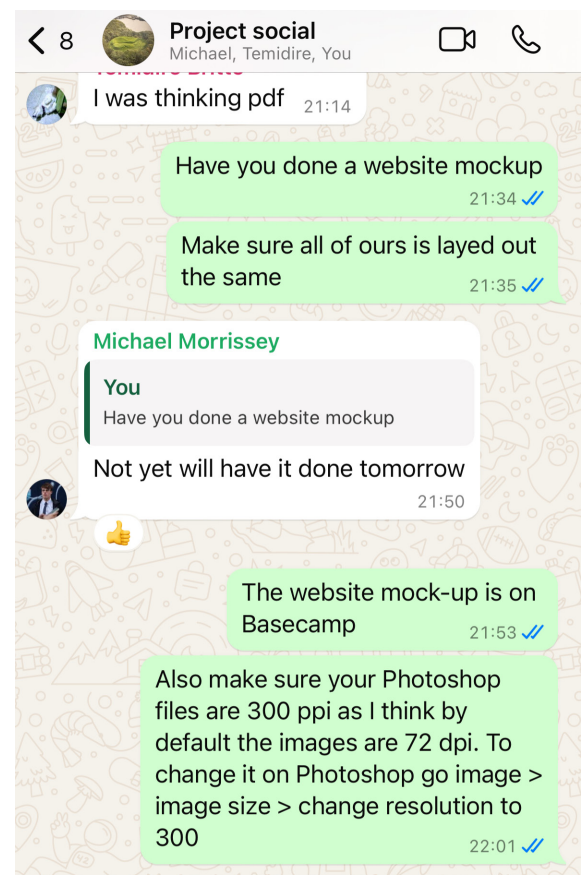 8
Project social
Michael, Temidire, You
I was thinking pdf
21:14
Have you done a website mockup
21:34
Make sure all of ours is layed out
the same
21:35
Michael Morrissey
You
Have you done a website mockup
Not yet will have it done tomorrow
21:50
The website mock-up is on
Basecamp
21:53
Also make sure your Photoshop
files are 300 ppi as I think by
default the images are 72 dpi. To
change it on Photoshop go image >
image size > change resolution to
300
22:01